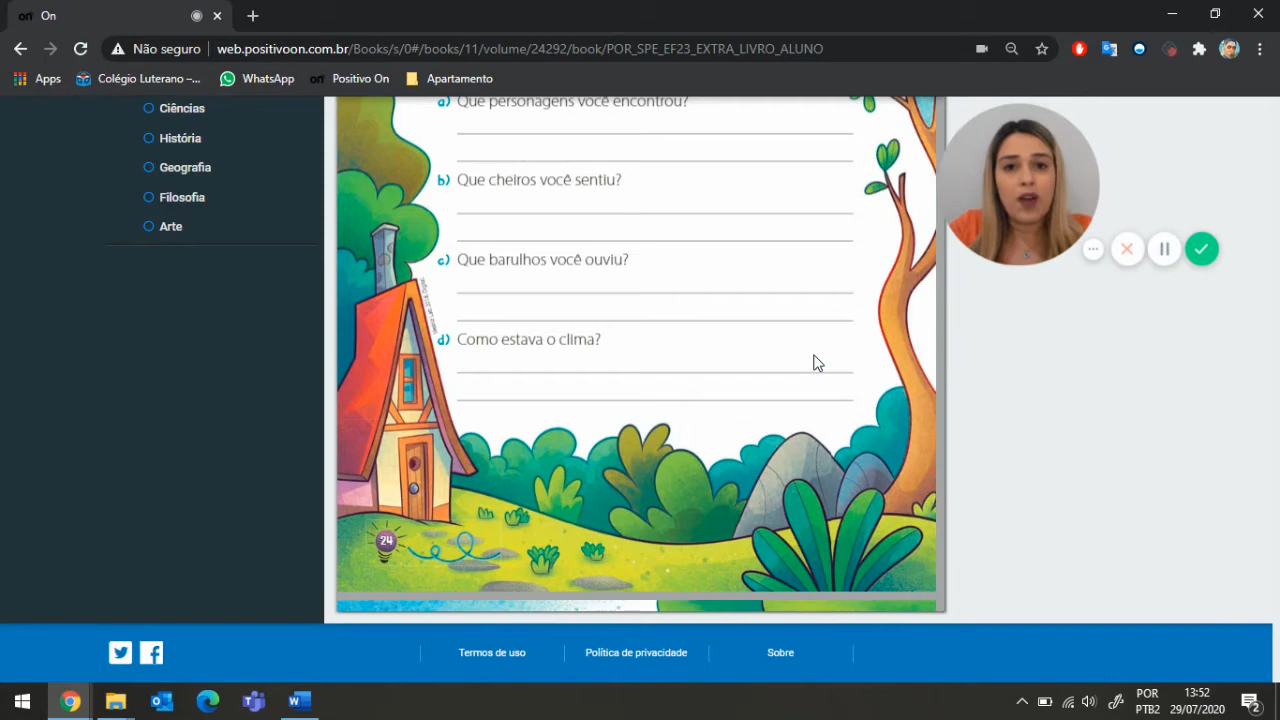 On
Não seguro
web.positivoon.com.br/Books/s/0#/books/11/volume/24292/book/POR_SPE_EF23_EXTRA_LIVRO_ALUNO
Apps
Colégio Luterano –...
WhatsApp
on
Positivo On
Apartamento
Ciências
História
Geografia
Filosofia
Arte
a) Que personagens você encontrou?
b) Que cheiros você sentiu?
c) Que barulhos você ouviu?
d) Como estava o clima?
24
Termos de uso
Política de privacidade
Sobre
POR
PTB2
13:52
29/07/2020
2